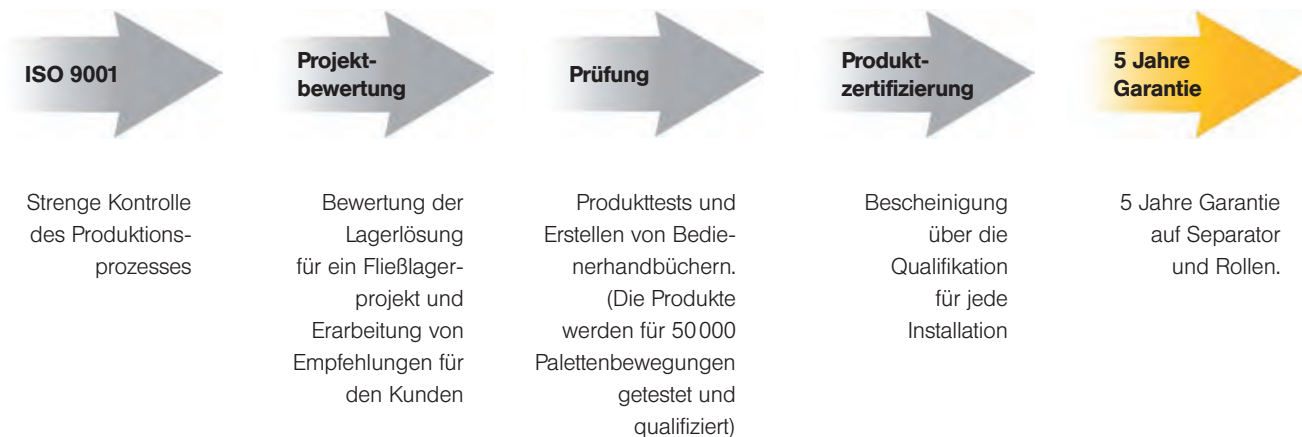 ISO 9001
Strenge Kontrolle
des Produktions-
prozesses
Projekt-
bewertung
Bewertung der
Lagerlösung
für ein Fließlager-
projekt und
Erarbeitung von
Empfehlungen für
den Kunden
Prüfung
Produkttests und
Erstellen von Bedie-
nerhandbüchern.
(Die Produkte
werden für 50 000
Palettenbewegungen
getestet und
qualifiziert)
Produkt-
zertifizierung
Bescheinigung
über die
Qualifikation
für jede
Installation
5 Jahre
Garantie
5 Jahre Garantie
auf Separator
und Rollen.